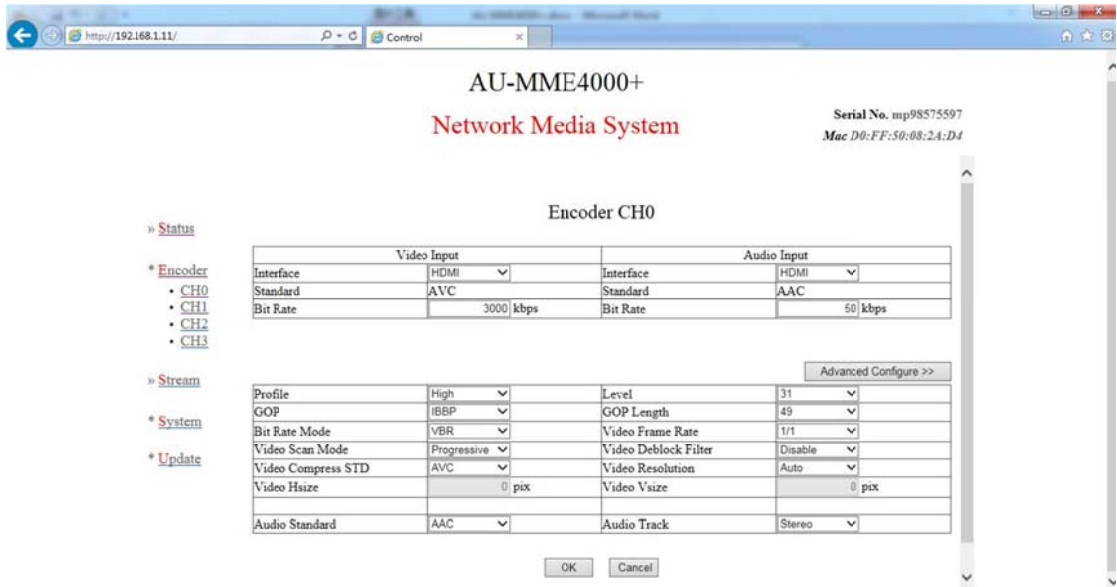 http://192.168.1.11/
Control
AU-MME4000+
Network Media System
Serial No. mp98575597
Mac D0:FF:50:08:2A:D4
» Status
* Encoder
• CH0
• CH1
• CH2
• CH3
» Stream
* System
* Update
Encoder CH0
Video Input Audio Input
Interface HDMI Interface HDMI
Standard AVC Standard AAC
Bit Rate 3000 kbps Bit Rate 50 kbps
Advanced Configure >>
Profile High Level 31
GOP IBBP GOP Length 49
Bit Rate Mode VBR Video Frame Rate 1/1
Video Scan Mode Progressive Video Deblock Filter Disable
Video Compress STD AVC Video Resolution Auto
Video Hsize 0 pix Video Vsize 0 pix
Audio Standard AAC Audio Track Stereo
OK Cancel